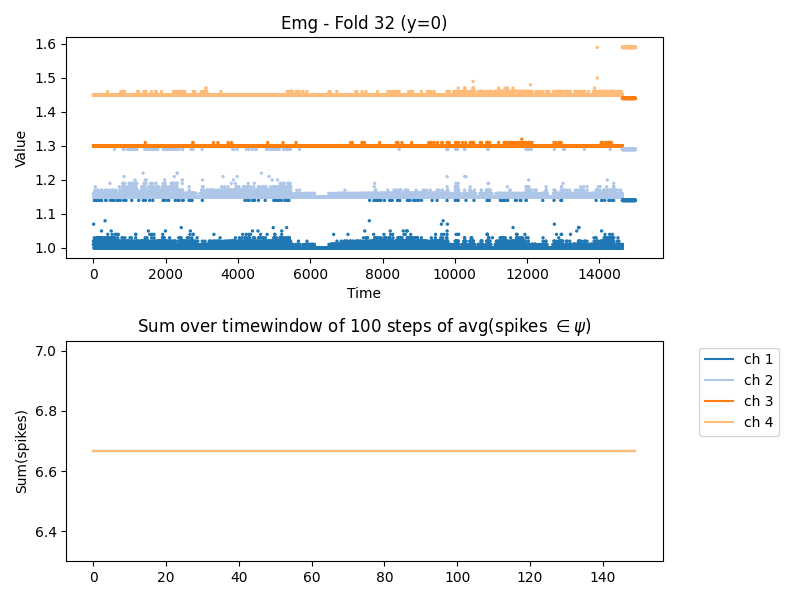 Emg - Fold 32 (y=0)
1.6
1.5
1.4
1.3
1.2
1.1
1.0
Value
0 2000 4000 6000 8000 10000 12000 14000
Time
Sum over timewindow of 100 steps of avg(spikes ∈ ψ)
7.0
6.8
6.6
6.4
Sum(spikes)
0 20 40 60 80 100 120 140
ch 1
ch 2
ch 3
ch 4